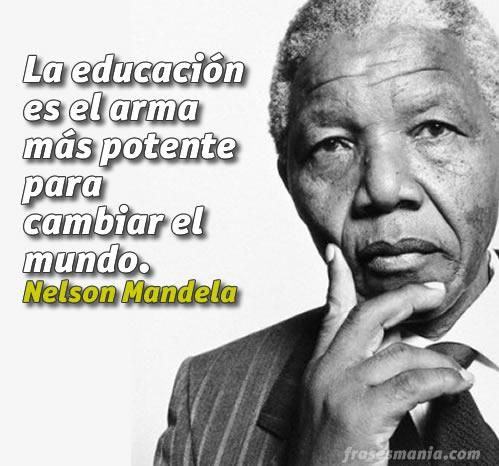 La educación
es el arma
más potente
para
cambiar el
mundo.
Nelson Mandela
frasesmania.com